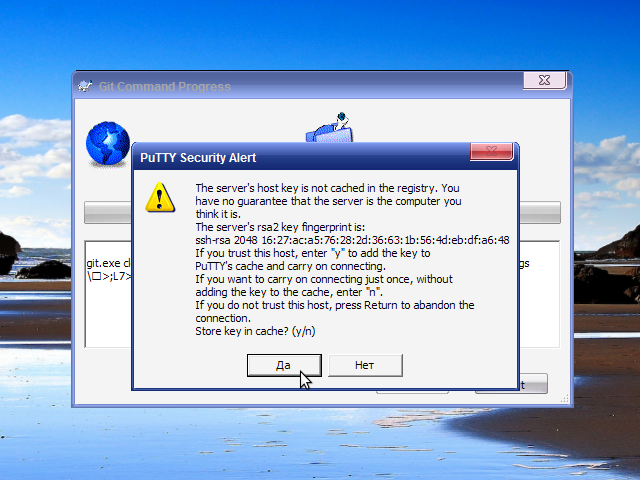 Git Command Progress
PuTTY Security Alert
The server's host key is not cached in the registry. You
have no guarantee that the server is the computer you
think it is.
The server's rsa2 key fingerprint is:
ssh-rsa 2048 16:27:ac:a5:76:28:2d:36:63:1b:56:4d:eb:df:a6:48
If you trust this host, enter "y" to add the key to
PuTTY's cache and carry on connecting.
If you want to carry on connecting just once, without
adding the key to the cache, enter "n".
If you do not trust this host, press Return to abandon the
connection.
Store key in cache? (y/n)
git.exe
Да Нет